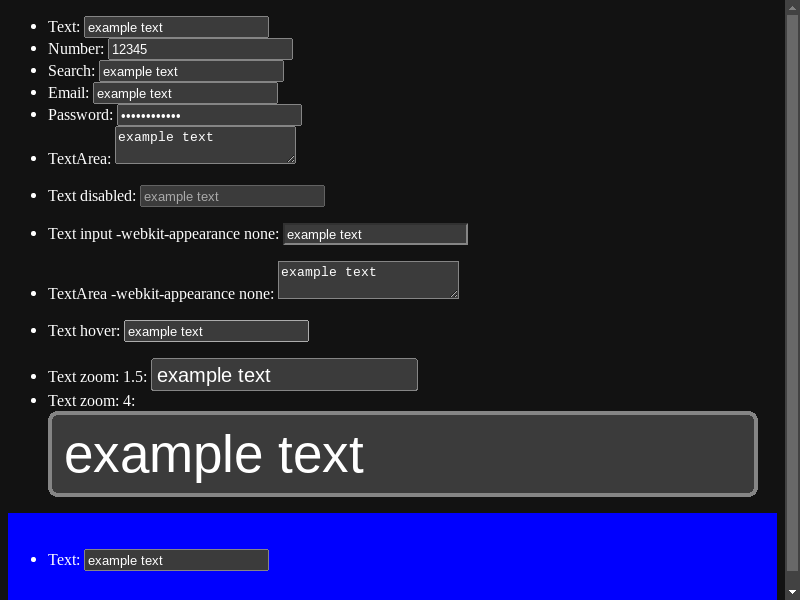 Text: example text
Number: 12345
Search: example text
Email: example text
Password: ••••••••••••
TextArea: example text
Text disabled: example text
Text input -webkit-appearance none: example text
TextArea -webkit-appearance none: example text
Text hover: example text
Text zoom: 1.5: example text
Text zoom: 4:
example text
Text: example text